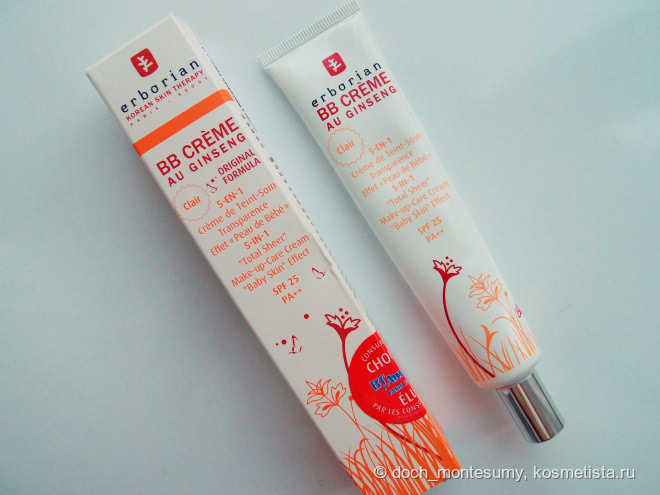 erborian
KOREAN SKIN THERAPY
PARIS - SEOUL
BB CRÈME
AU GINSENG
ORIGINAL
FORMULA
Clair
5-EN-1
Crème de Teint-Soin
Transparence
Effet «Peau de Bébé»
5-IN-1
"Total Sheer"
Make-up-Care Cream
"Baby Skin" Effect
SPF 25
PA++
PAR LES
erborian
BB CRÈME
AU GINSENG
Clair
5-EN-1
Crème de Teint-Soin
Transparence
Effet «Peau de Bébé»
5-IN-1
"Total Sheer"
Make-up-Care Cream
"Baby Skin" Effect
SPF 25
PA++
© doch_montesumy, kosmetista.ru